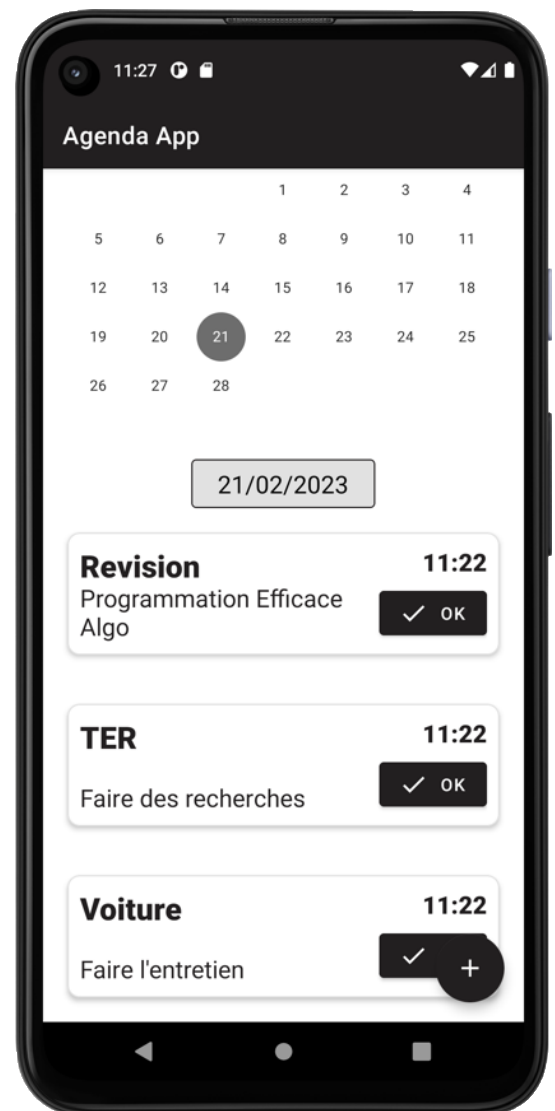 11:27
Agenda App
1 2 3 4
5 6 7 8 9 10 11
12 13 14 15 16 17 18
19 20 21 22 23 24 25
26 27 28
21/02/2023
Revision 11:22
Programmation Efficace
Algo
OK
TER 11:22
Faire des recherches
OK
Voiture 11:22
Faire l'entretien
+